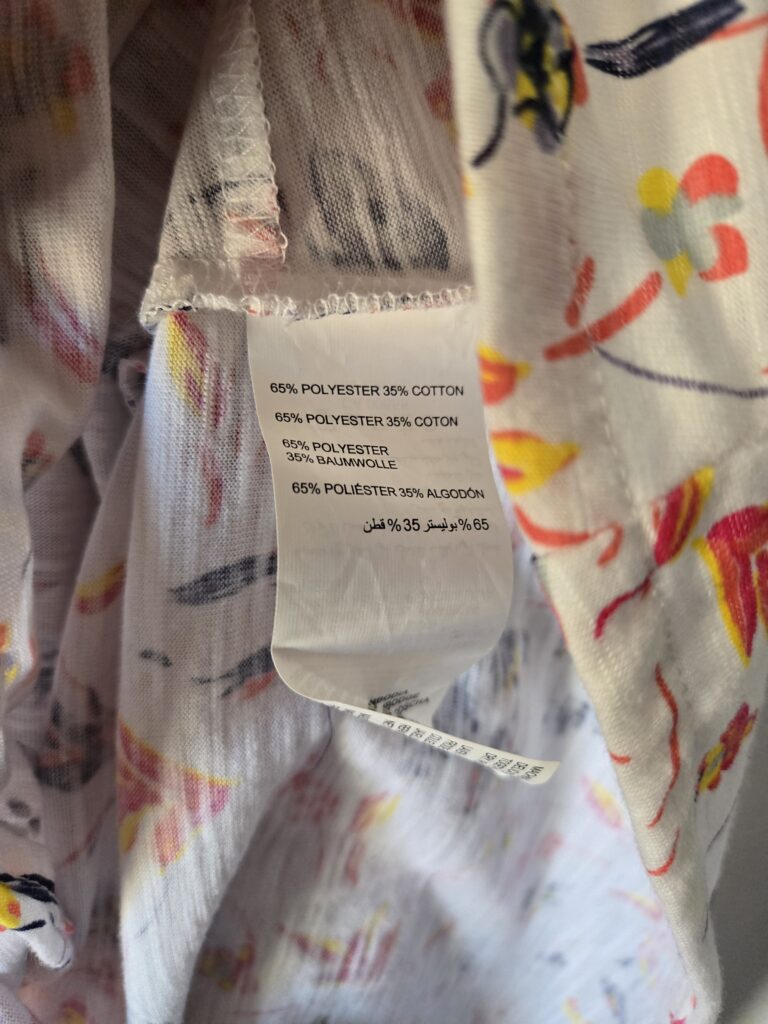 65% POLYESTER 35% COTTON
65% POLYESTER 35% COTON
65% POLYESTER
35% BAUMWOLLE
65% POLIÉSTER 35% ALGODÓN
65 % بوليستر 35 % قطن